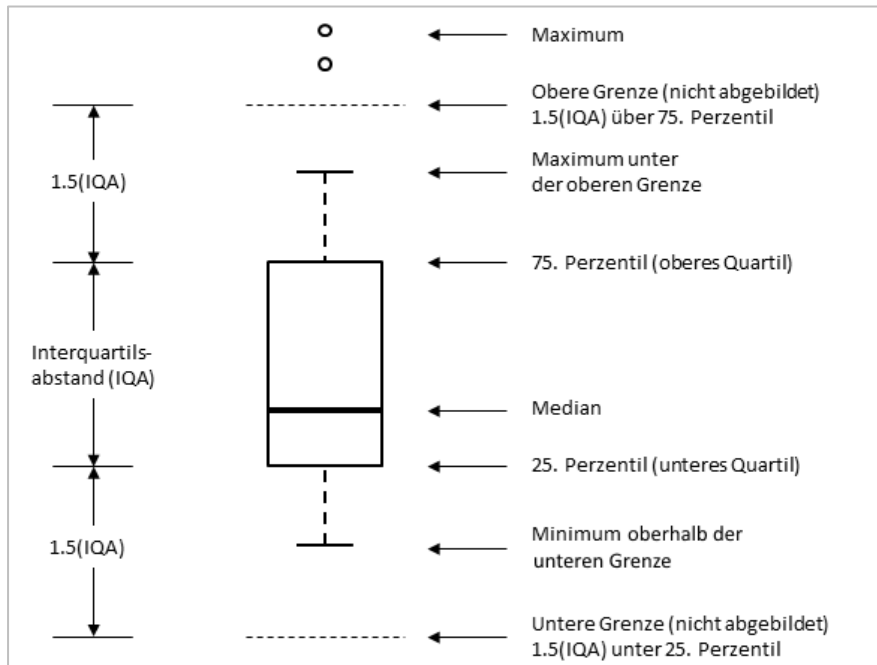 Maximum
Obere Grenze (nicht abgebildet)
1.5(IQA) über 75. Perzentil
Maximum unter
der oberen Grenze
1.5(IQA)
75. Perzentil (oberes Quartil)
Interquartils-
abstand (IQA)
Median
25. Perzentil (unteres Quartil)
Minimum oberhalb der
unteren Grenze
1.5(IQA)
Untere Grenze (nicht abgebildet)
1.5(IQA) unter 25. Perzentil